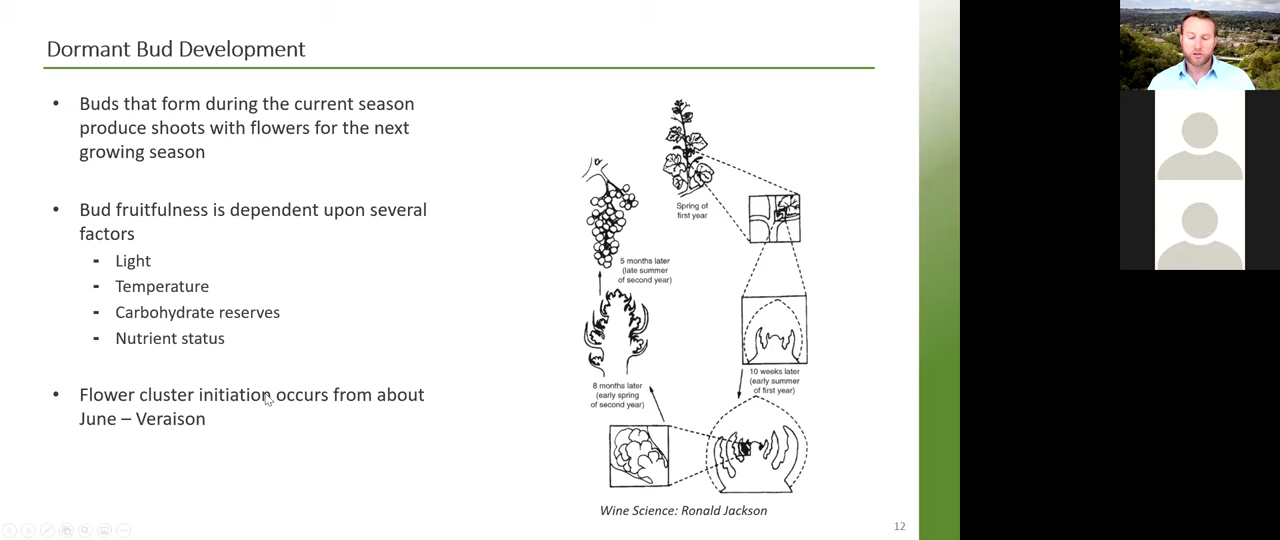 Dormant Bud Development
• Buds that form during the current season
produce shoots with flowers for the next
growing season
• Bud fruitfulness is dependent upon several
factors
- Light
- Temperature
- Carbohydrate reserves
- Nutrient status
• Flower cluster initiation occurs from about
June – Veraison
Spring of
first year
5 months later
(late summer
of second year)
10 weeks later
(early summer
of first year)
8 months later
(early spring
of second year)
Wine Science: Ronald Jackson
12